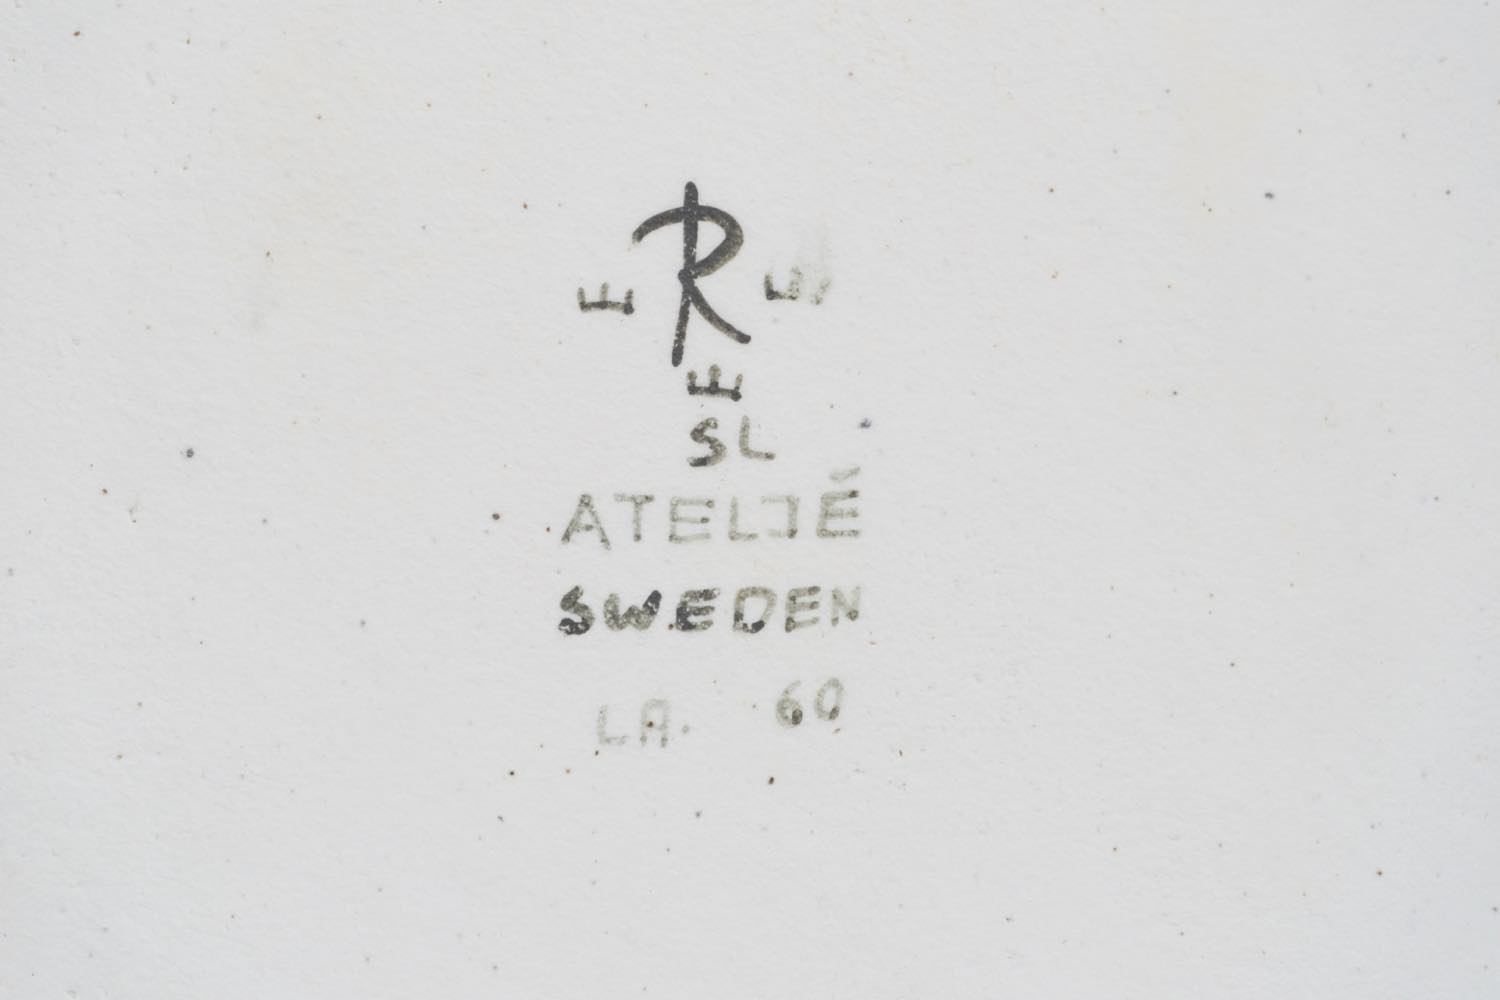 R
SL
ATELJÉ
SWEDEN
LA. 60